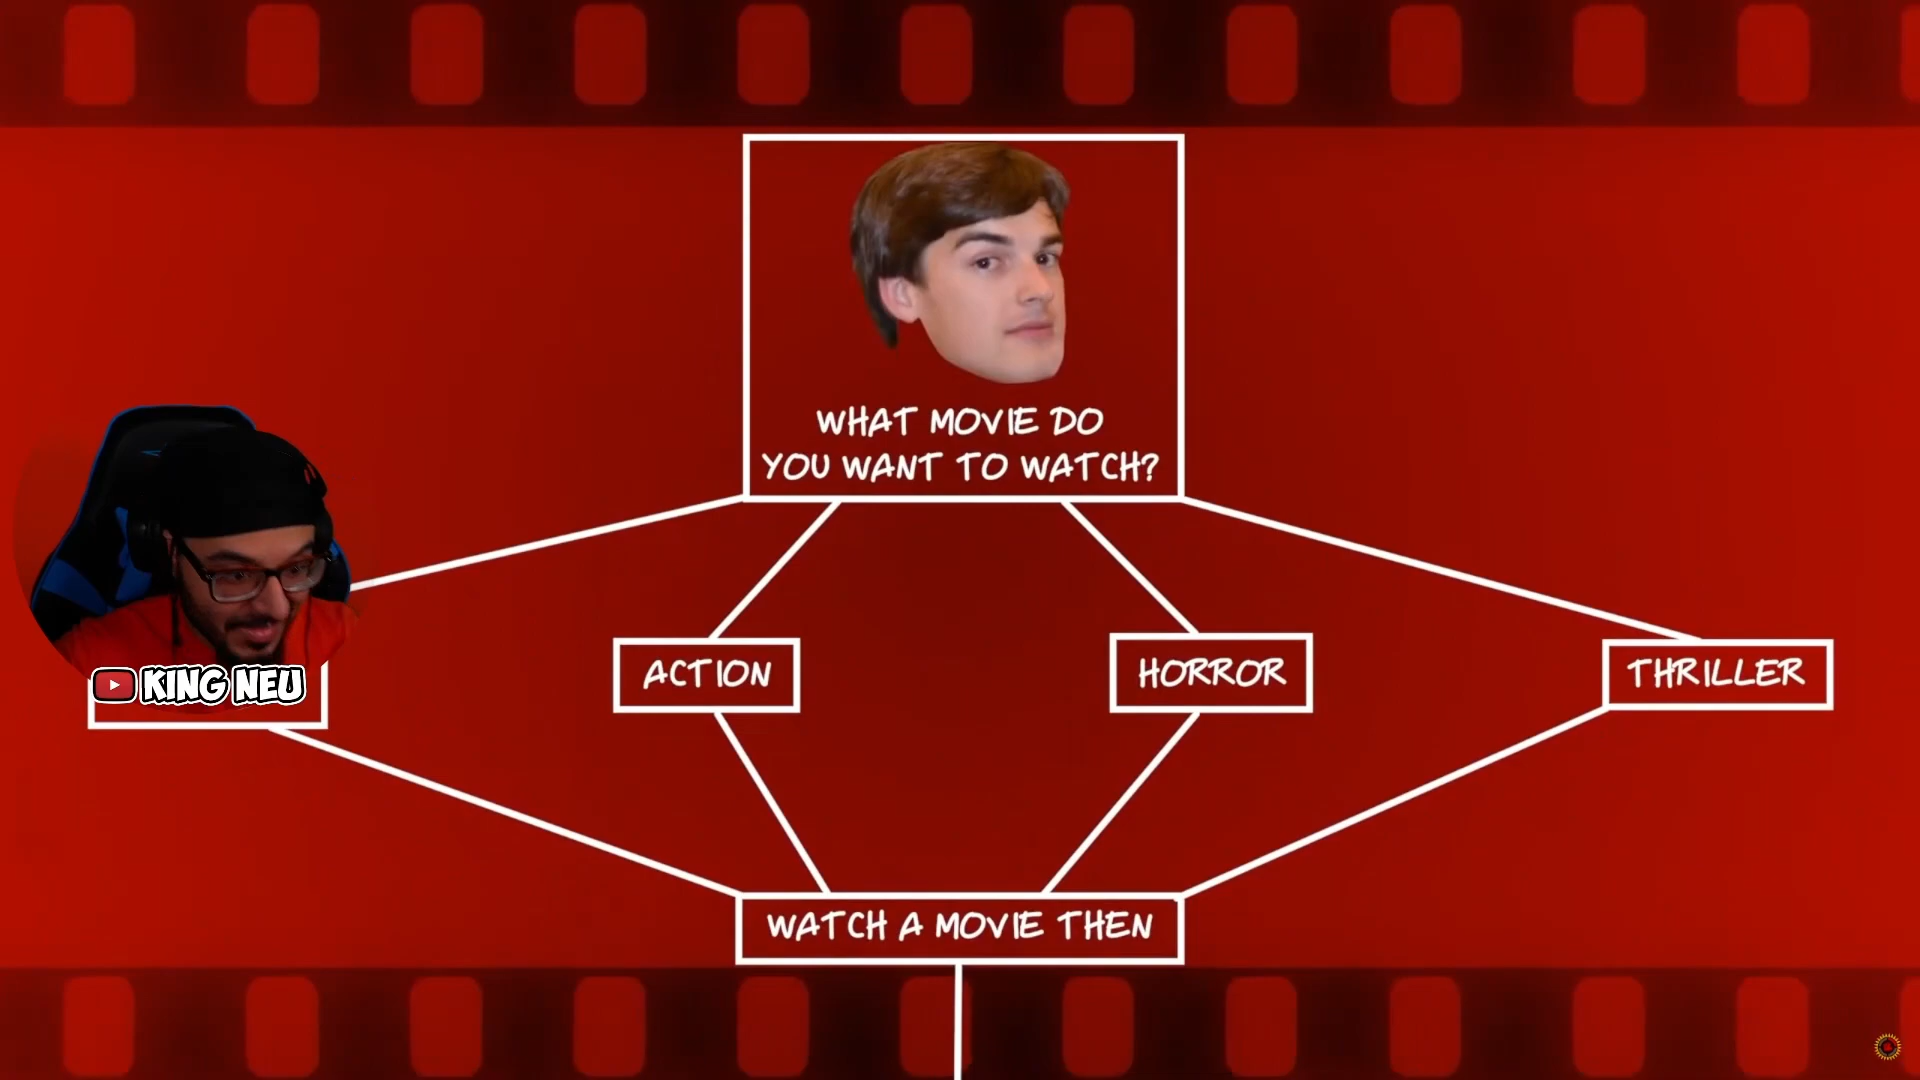 WHAT MOVIE DO
YOU WANT TO WATCH?
ACTION
HORROR
THRILLER
KING NEU
WATCH A MOVIE THEN